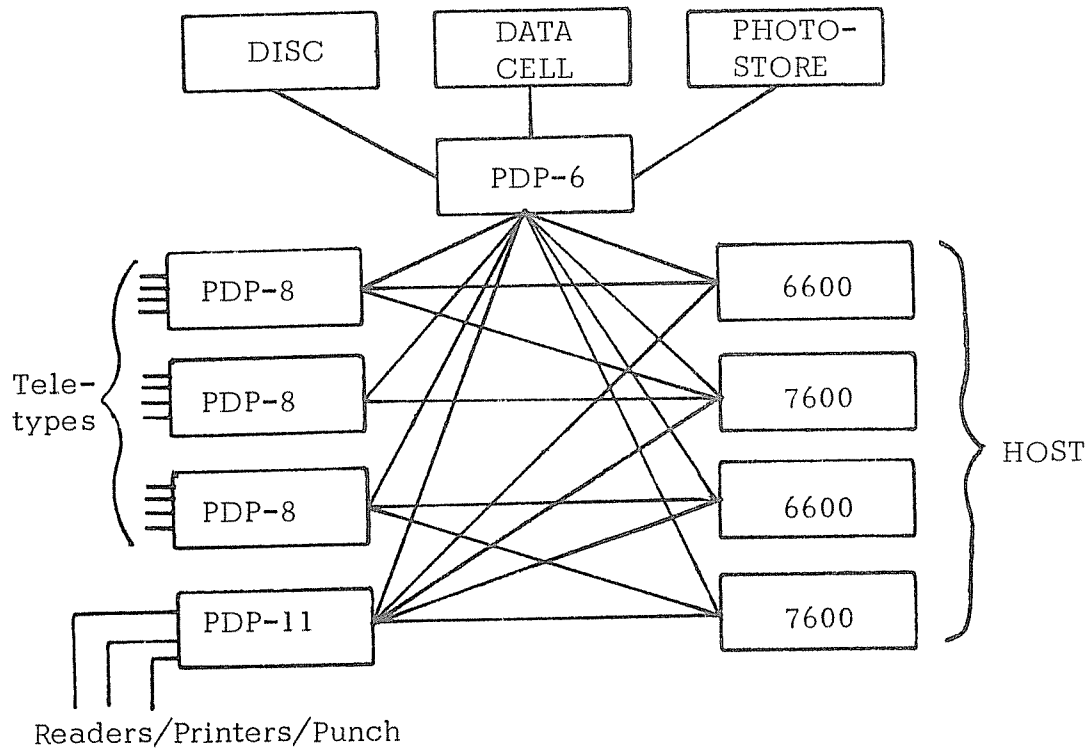 DISC
DATA
CELL
PHOTO-
STORE
PDP-6
PDP-8
6600
Tele-
types
PDP-8
7600
HOST
PDP-8
6600
PDP-11
7600
Readers/Printers/Punch